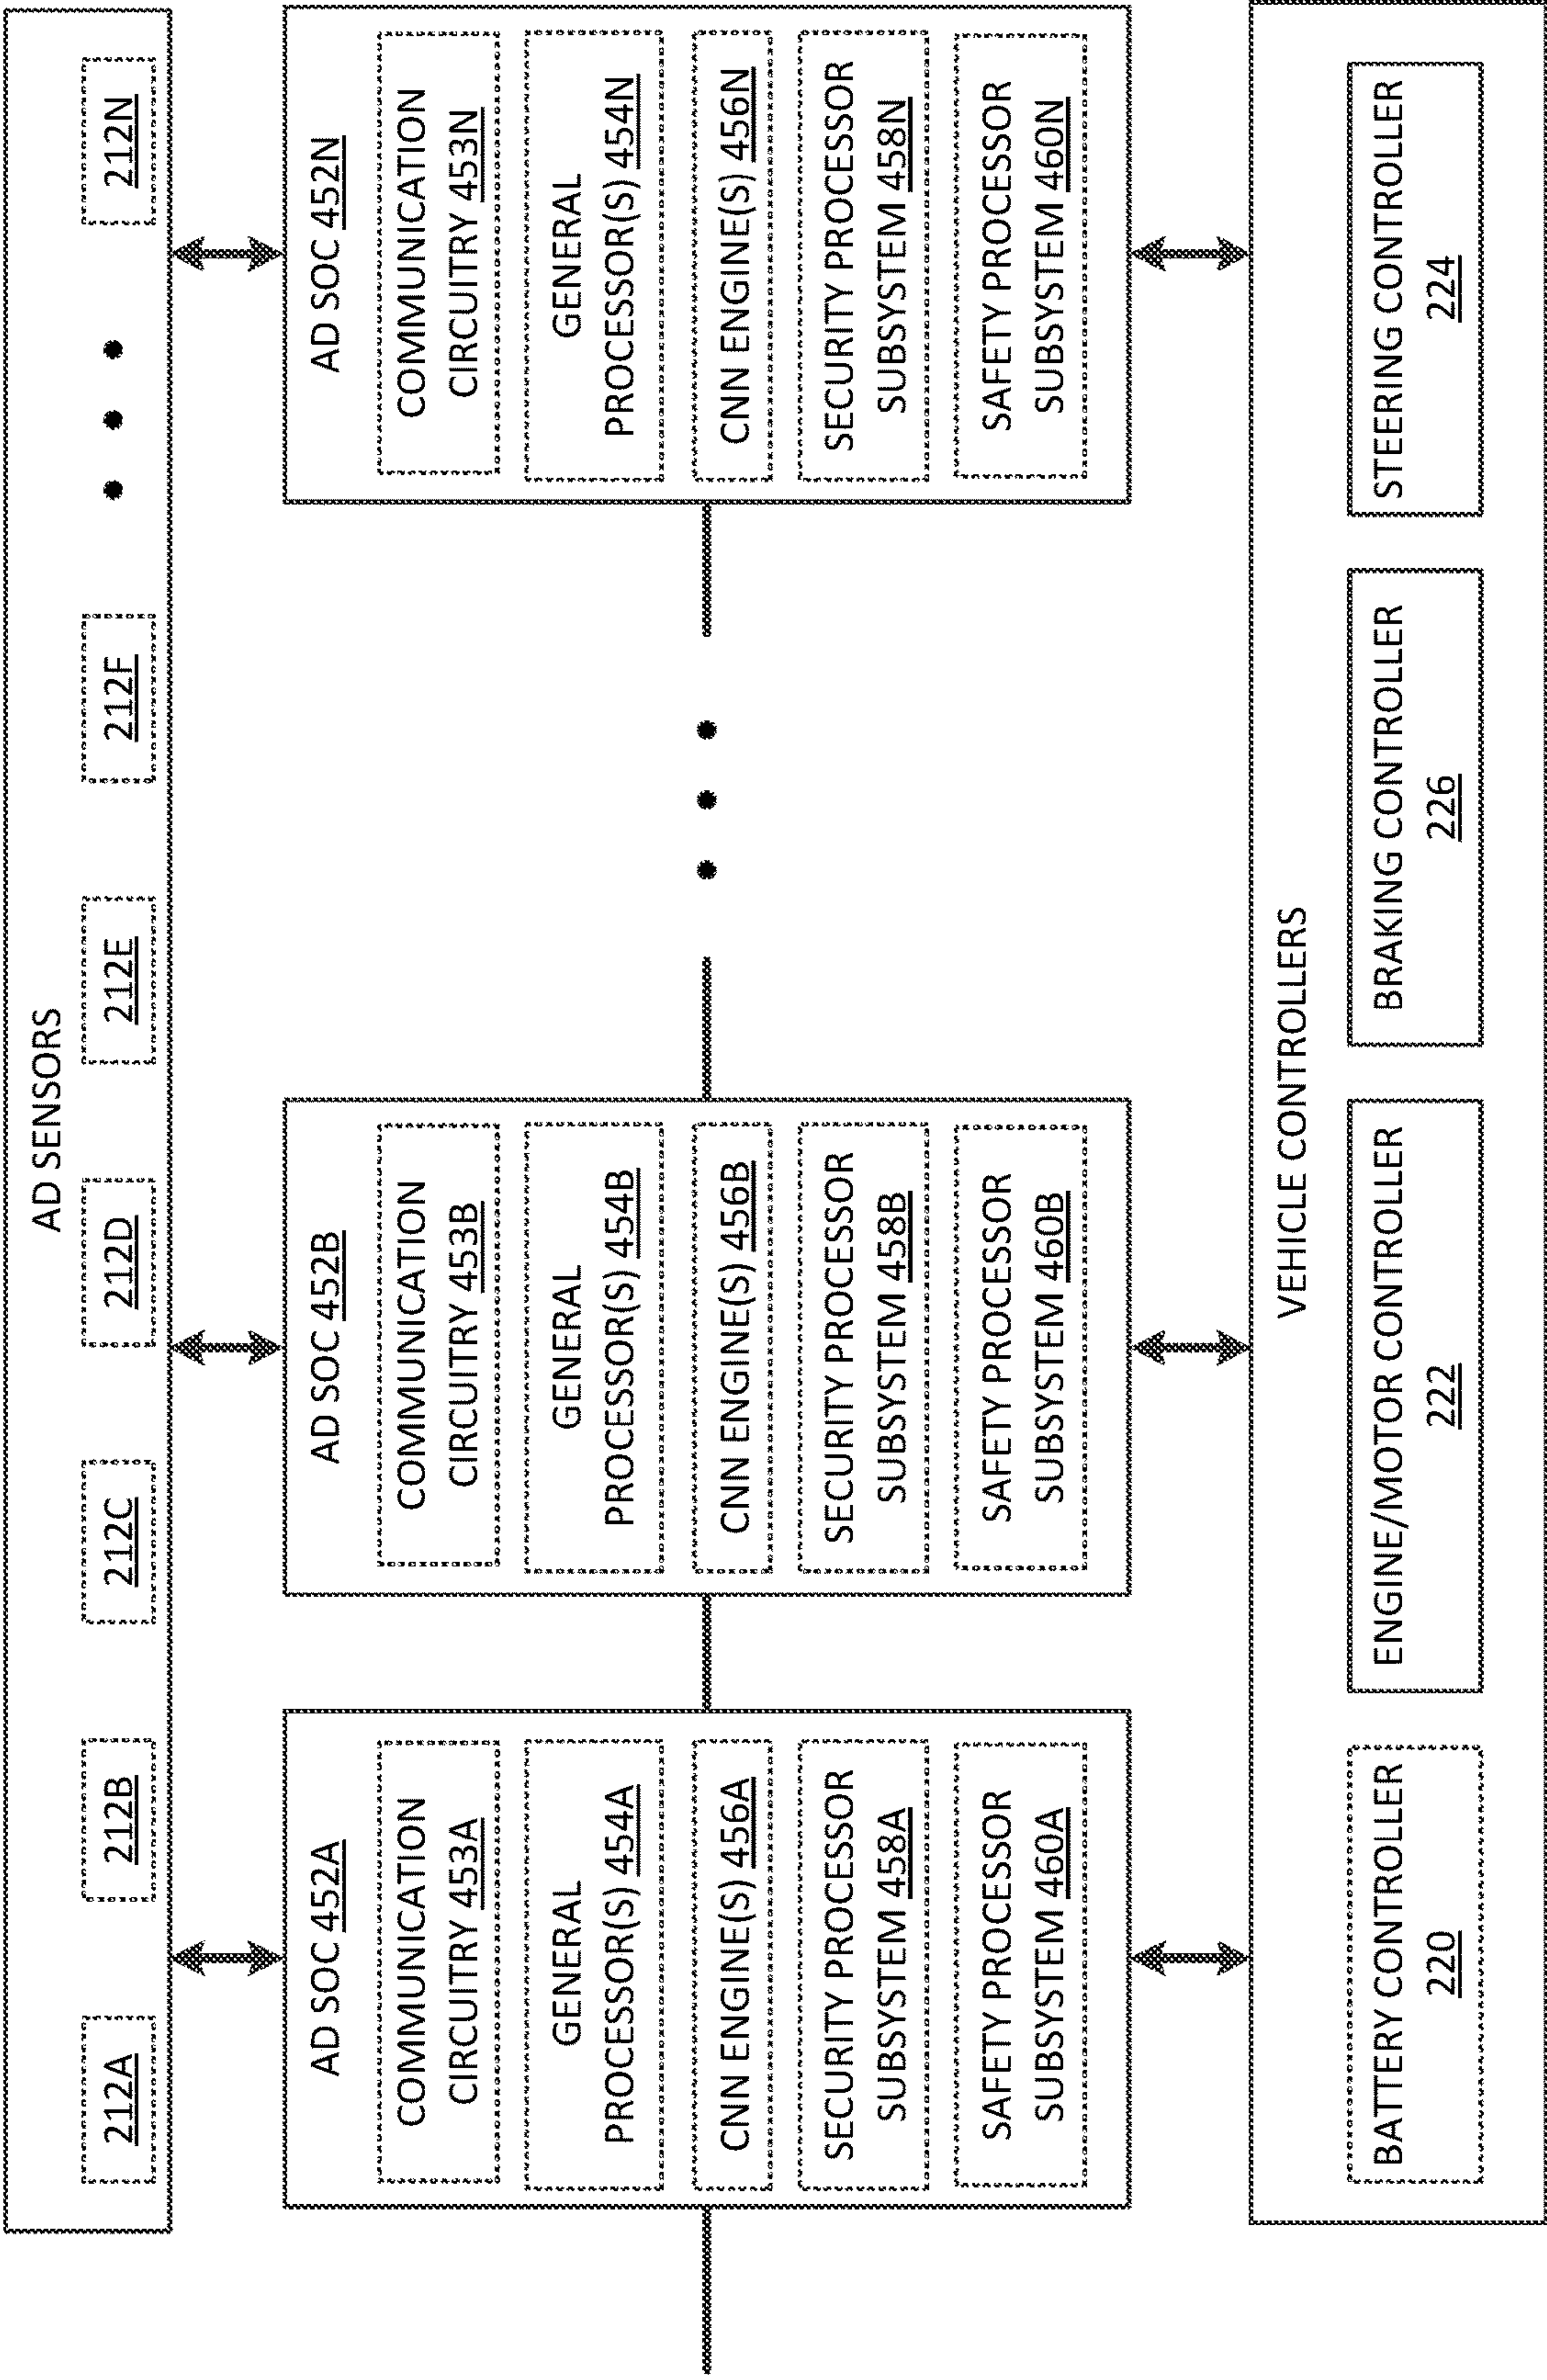 AD SENSORS
212A
212B
212C
212D
212E
212F
212N
AD SOC 452A
COMMUNICATION
CIRCUITRY 453A
GENERAL
PROCESSOR(S) 454A
CNN ENGINE(S) 456A
SECURITY PROCESSOR
SUBSYSTEM 458A
SAFETY PROCESSOR
SUBSYSTEM 460A
AD SOC 452B
COMMUNICATION
CIRCUITRY 453B
GENERAL
PROCESSOR(S) 454B
CNN ENGINE(S) 456B
SECURITY PROCESSOR
SUBSYSTEM 458B
SAFETY PROCESSOR
SUBSYSTEM 460B
AD SOC 452N
COMMUNICATION
CIRCUITRY 453N
GENERAL
PROCESSOR(S) 454N
CNN ENGINE(S) 456N
SECURITY PROCESSOR
SUBSYSTEM 458N
SAFETY PROCESSOR
SUBSYSTEM 460N
VEHICLE CONTROLLERS
BATTERY CONTROLLER
220
ENGINE/MOTOR CONTROLLER
222
BRAKING CONTROLLER
226
STEERING CONTROLLER
224